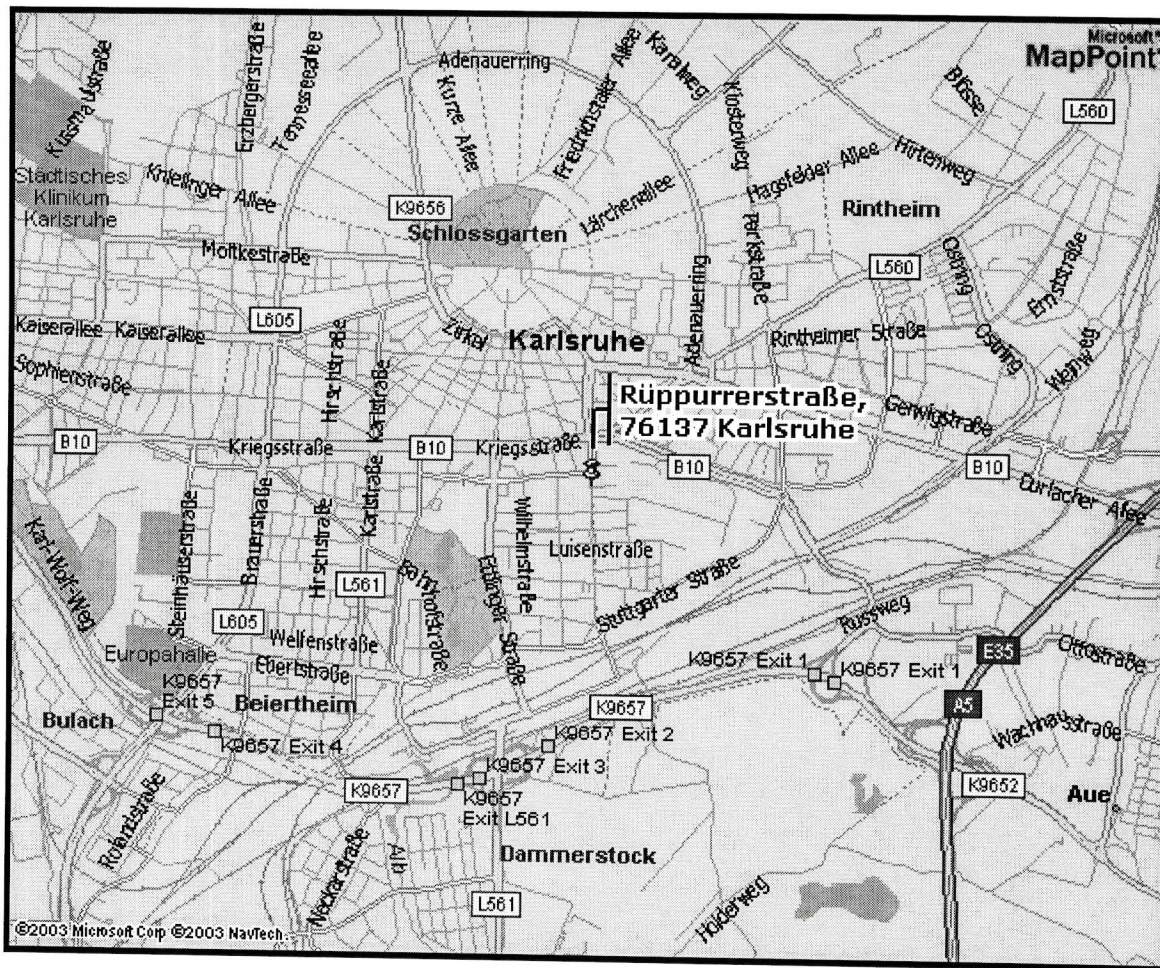 Microsoft®
MapPoint®
Kussmaulstraße
Erzbergerstraße
Tennesseeallee
Adenauerring
Kurze Allee
Friedrichstaler Allee
Kanalweg
Klosterweg
Blösse
L560
Hirtenweg
Hagsfelder Allee
Städtisches
Klinikum
Karlsruhe
Knielinger Allee
K9656
Schlossgarten
Lärchenallee
Parkstraße
Rintheim
Moltkestraße
L560
Ostring
Ernststraße
Kaiserallee
Kaiserallee
L605
Zirkel
Karlsruhe
Adenauerring
Rintheimer Straße
Ostring
Weinweg
Sophienstraße
Hirschstraße
Karlstraße
Rüppurrerstraße,
76137 Karlsruhe
Gerwigstraße
B10
Kriegsstraße
B10
Kriegsstraße
B10
B10
Durlacher Allee
Karl-Wolf-Weg
Steinhäuserstraße
Brauerstraße
Hirschstraße
Karlstraße
L561
Bahnhofstraße
Ettlinger Straße
Wilhelmstraße
Luisenstraße
Stuttgarter Straße
L605
Welfenstraße
Ebertstraße
Europahalle
Russweg
E35
Ottostraße
K9657 Exit 1
K9657 Exit 1
K9657
Exit 5
Beiertheim
Bulach
K9657 Exit 4
K9657
K9657 Exit 2
A5
Wachhausstraße
K9657 Exit 3
K9657
K9657
Exit L561
K9652
Aue
Rolandstraße
Neckarstraße
Alb
Dammerstock
L561
Holderweg
©2003 Microsoft Corp ©2003 NavTech.